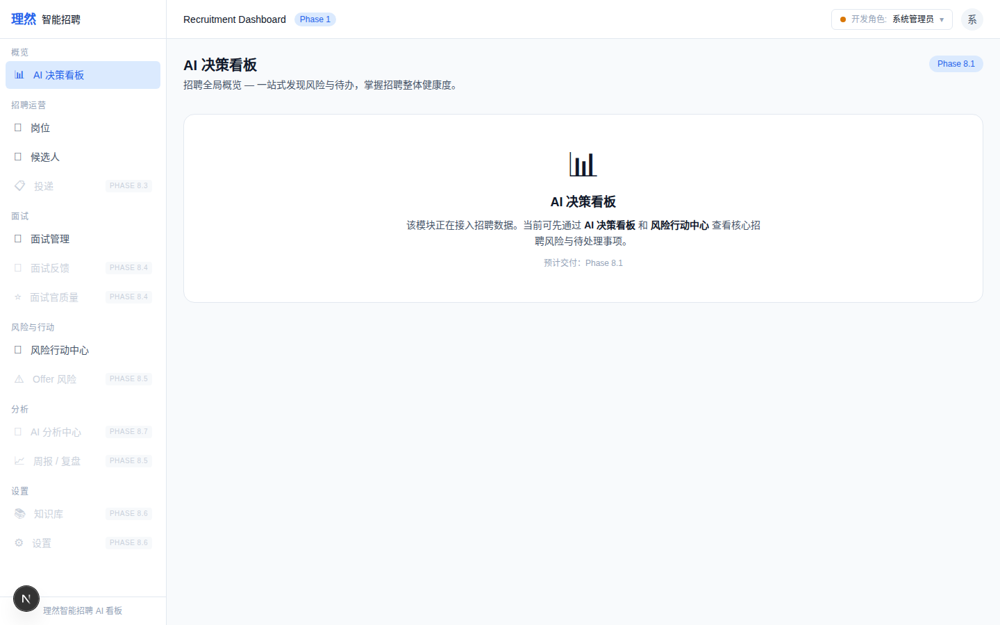 理然 智能招聘
Recruitment Dashboard Phase 1
开发角色: 系统管理员 ▾ 系
概览
AI 决策看板
招聘运营
岗位
候选人
投递 PHASE 8.3
面试
面试管理
面试反馈 PHASE 8.4
面试官质量 PHASE 8.4
风险与行动
风险行动中心
Offer 风险 PHASE 8.5
分析
AI 分析中心 PHASE 8.7
周报 / 复盘 PHASE 8.5
设置
知识库 PHASE 8.6
设置 PHASE 8.6
N
理然智能招聘 AI 看板
AI 决策看板 Phase 8.1
招聘全局概览 — 一站式发现风险与待办，掌握招聘整体健康度。
AI 决策看板
该模块正在接入招聘数据。当前可先通过 AI 决策看板 和 风险行动中心 查看核心招
聘风险与待处理事项。
预计交付：Phase 8.1